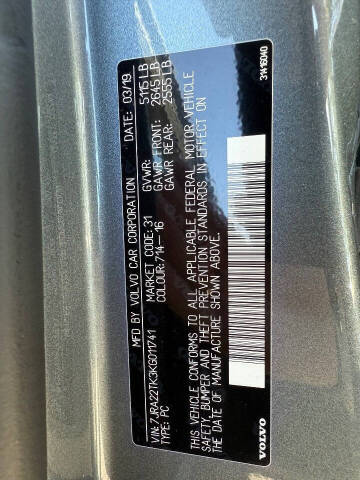 MFD BY VOLVO CAR CORPORATION DATE: 03/19
VIN: 7JRA22TK3KG011741
TYPE: PC
MARKET CODE: 31
COLOUR: 714-16
GVWR: 5115 LB
GAWR FRONT: 2645 LB
GAWR REAR: 2555 LB
THIS VEHICLE CONFORMS TO ALL APPLICABLE FEDERAL MOTOR VEHICLE
SAFETY, BUMPER AND THEFT PREVENTION STANDARDS IN EFFECT ON
THE DATE OF MANUFACTURE SHOWN ABOVE.
VOLVO
31416040